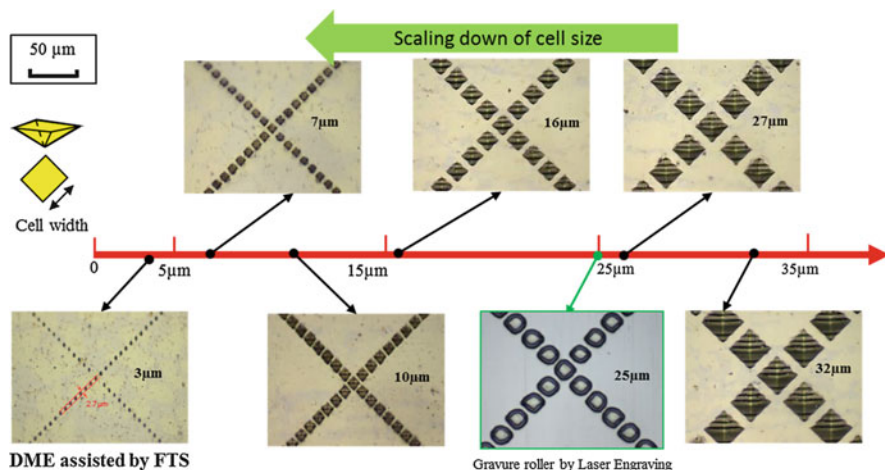 Scaling down of cell size
50 µm
7µm
16µm
27µm
Cell width
0
5µm
15µm
25µm
35µm
3µm
10µm
25µm
32µm
DME assisted by FTS
Gravure roller by Laser Engraving